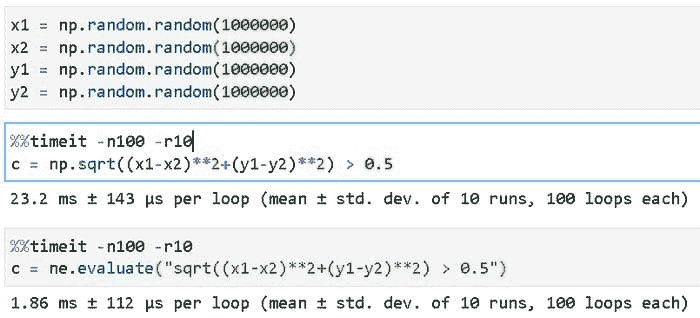 x1 = np.random.random(1000000)
x2 = np.random.random(1000000)
y1 = np.random.random(1000000)
y2 = np.random.random(1000000)
%%timeit -n100 -r10
c = np.sqrt((x1-x2)**2+(y1-y2)**2) > 0.5
23.2 ms ± 143 µs per loop (mean ± std. dev. of 10 runs, 100 loops each)
%%timeit -n100 -r10
c = ne.evaluate("sqrt((x1-x2)**2+(y1-y2)**2) > 0.5")
1.86 ms ± 112 µs per loop (mean ± std. dev. of 10 runs, 100 loops each)